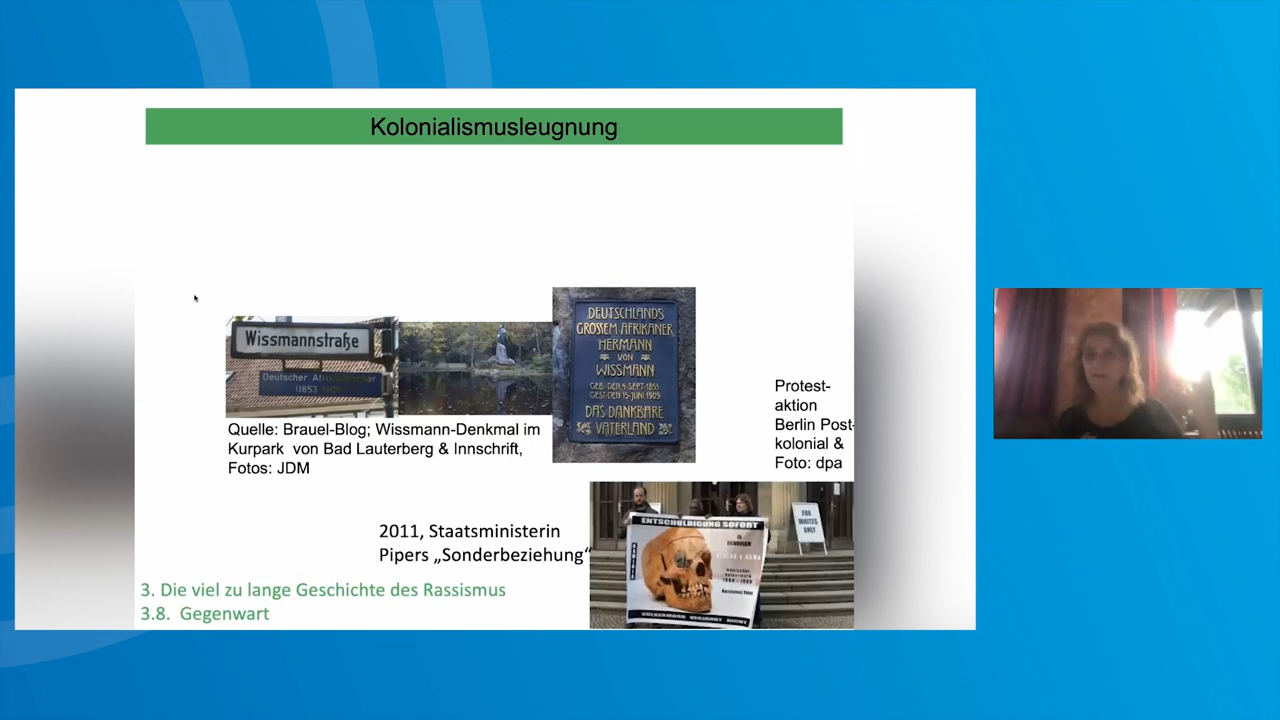 Kolonialismusleugnung
Wissmannstraße
Deutscher
DEUTSCHLANDS
GROSSEM AFRIKANER
HERMANN
VON
WISSMANN
GEB·DEN 4·SEPT·1853
GEST·DEN 15·JUNI·1905
DAS DANKBARE
VATERLAND
Quelle: Brauel-Blog; Wissmann-Denkmal im
Kurpark von Bad Lauterberg & Innschrift,
Fotos: JDM
Protest-
aktion
Berlin Post-
kolonial &
Foto: dpa
2011, Staatsministerin
Pipers „Sonderbeziehung“
ENTSCHULDIGUNG SOFORT
FOR
WHITES
ONLY
3. Die viel zu lange Geschichte des Rassismus
3.8. Gegenwart